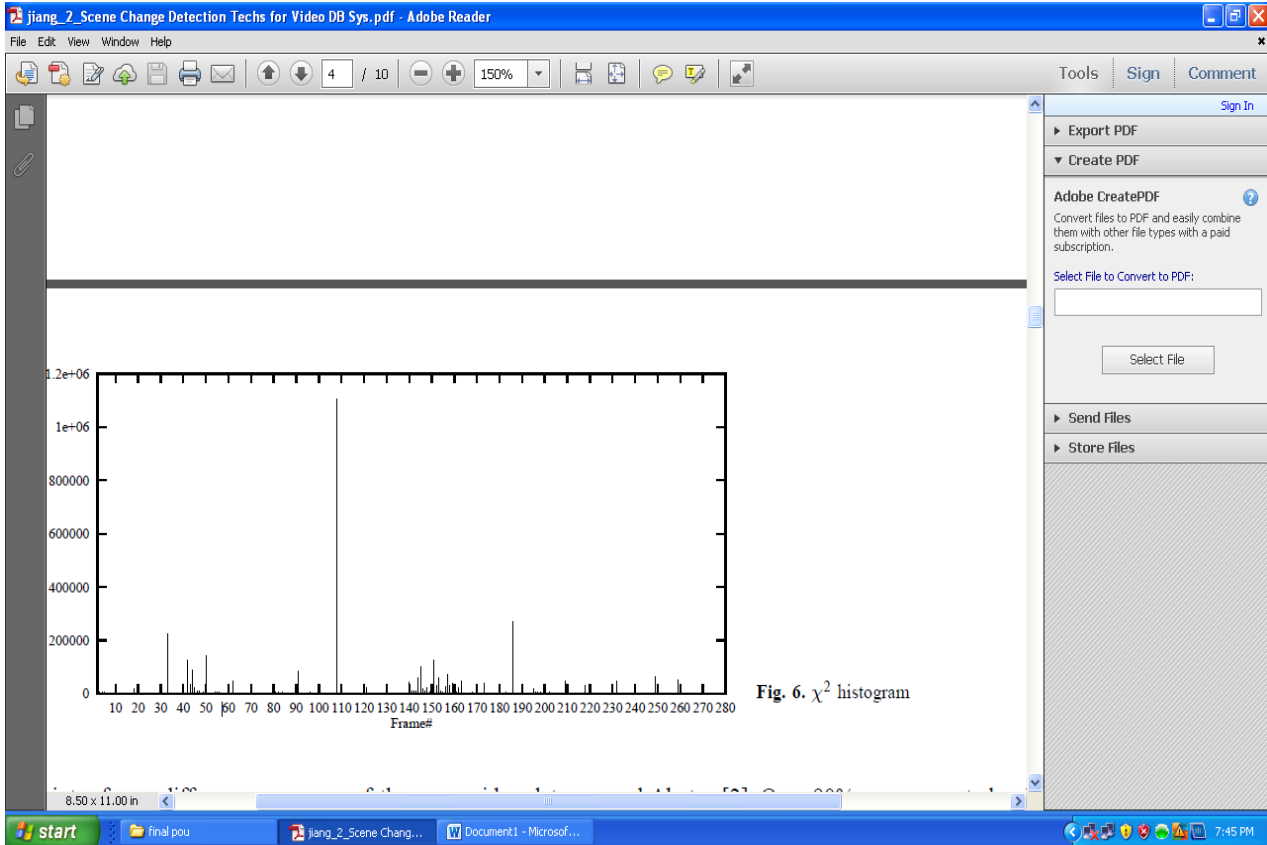 jiang_2_Scene Change Detection Techs for Video DB Sys.pdf - Adobe Reader
File Edit View Window Help
4 / 10 150% Tools Sign Comment
Sign In
Export PDF
Create PDF
Adobe CreatePDF
Convert files to PDF and easily combine
them with other file types with a paid
subscription.
Select File to Convert to PDF:
Select File
Send Files
Store Files
1.2e+06
1e+06
800000
600000
400000
200000
0
10 20 30 40 50 60 70 80 90 100 110 120 130 140 150 160 170 180 190 200 210 220 230 240 250 260 270 280
Frame#
Fig. 6. χ² histogram
8.50 x 11.00 in
start final pou jiang_2_Scene Chang... Document1 - Microsof... 7:45 PM